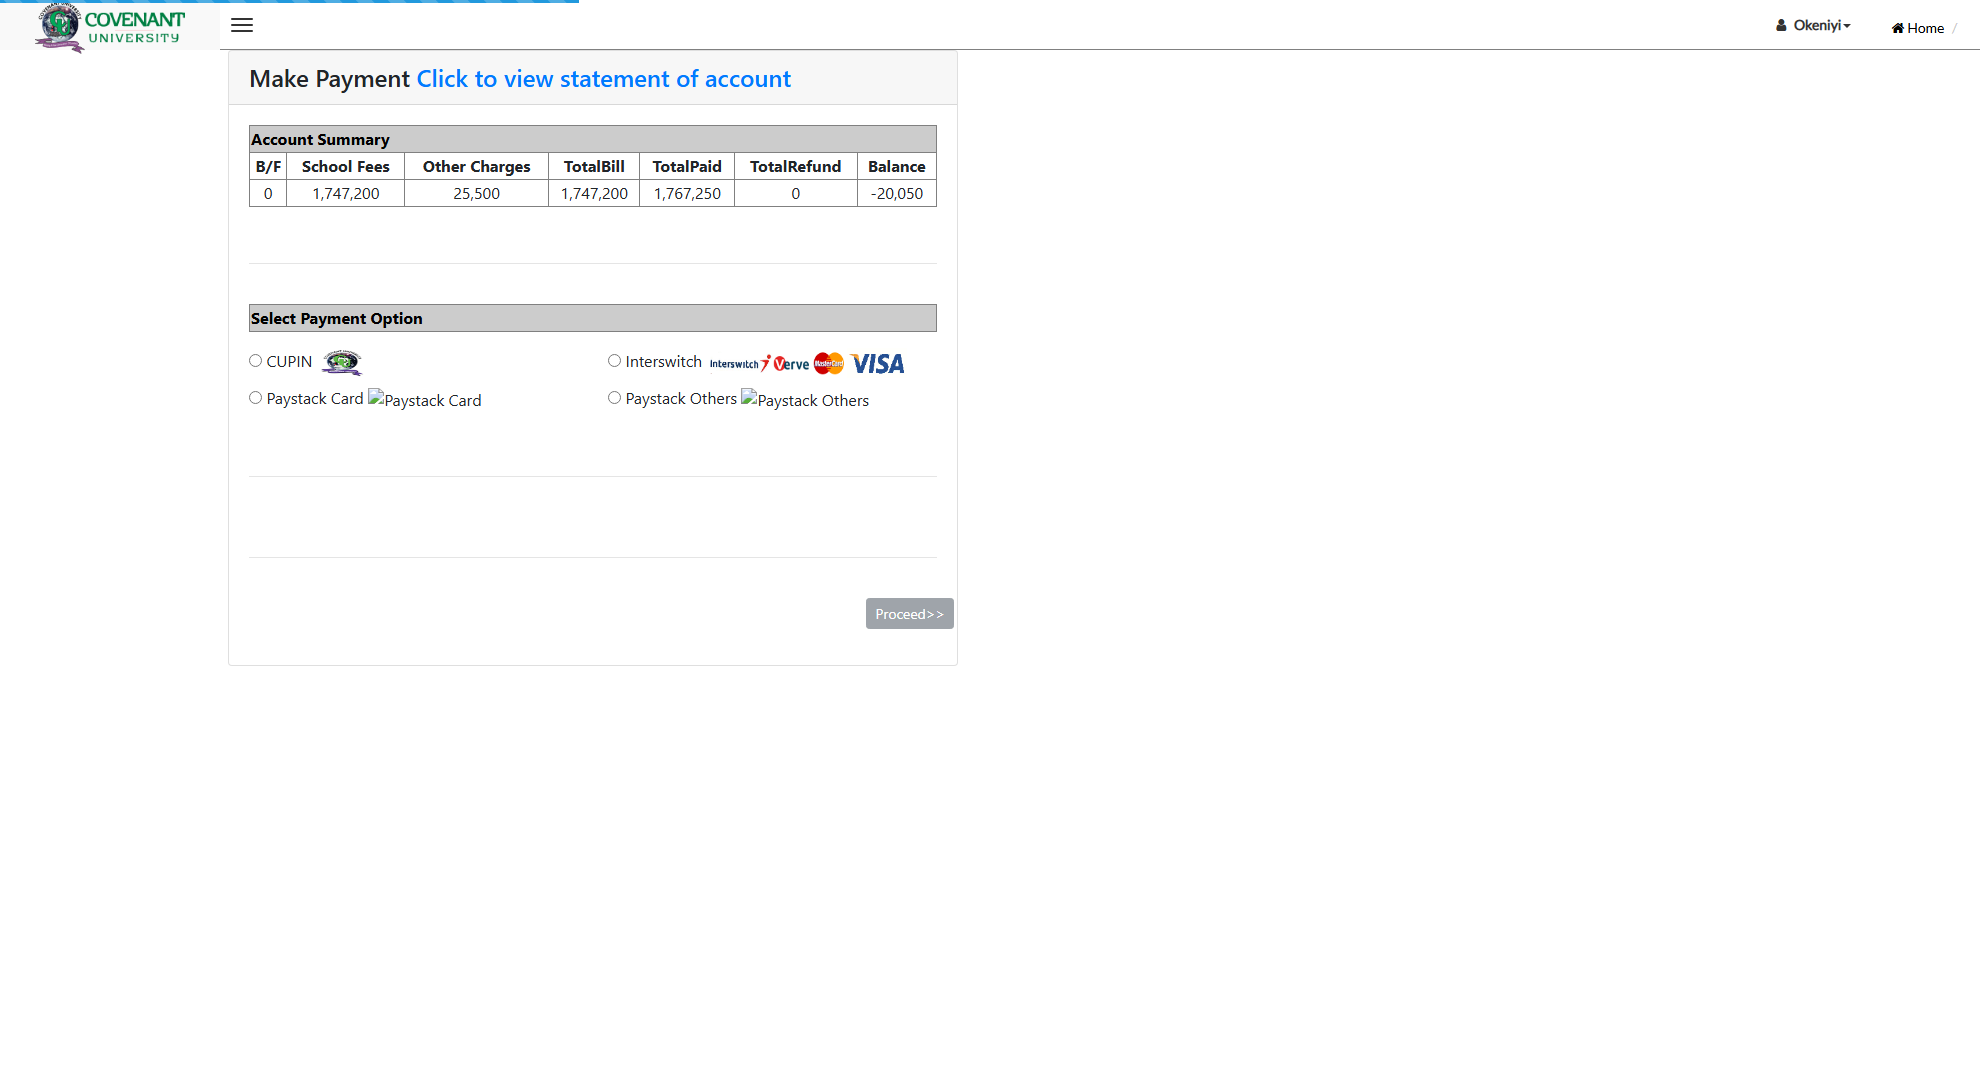 COVENANT
UNIVERSITY
Okeniyi
Home /
Make Payment Click to view statement of account
Account Summary
B/F School Fees Other Charges TotalBill TotalPaid TotalRefund Balance
0 1,747,200 25,500 1,747,200 1,767,250 0 -20,050
Select Payment Option
CUPIN Interswitch Interswitch Verve MasterCard VISA
Paystack Card Paystack Card Paystack Others Paystack Others
Proceed>>